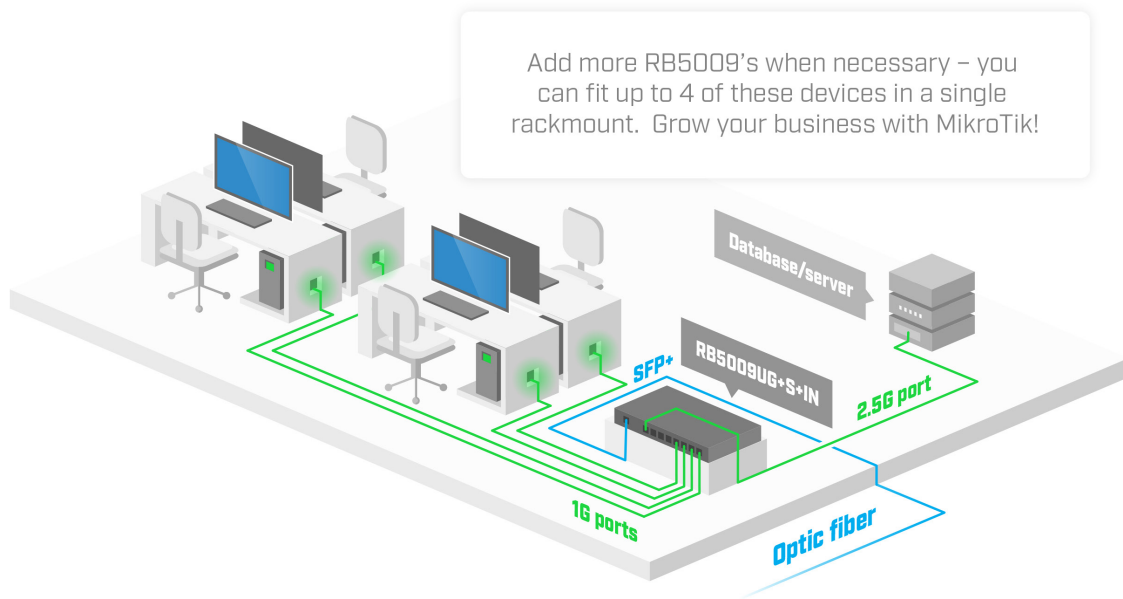 Add more RB5009's when necessary – you
can fit up to 4 of these devices in a single
rackmount.  Grow your business with MikroTik!
Database/server
RB5009UG+S+IN
SFP+
2.5G port
1G ports
Optic fiber